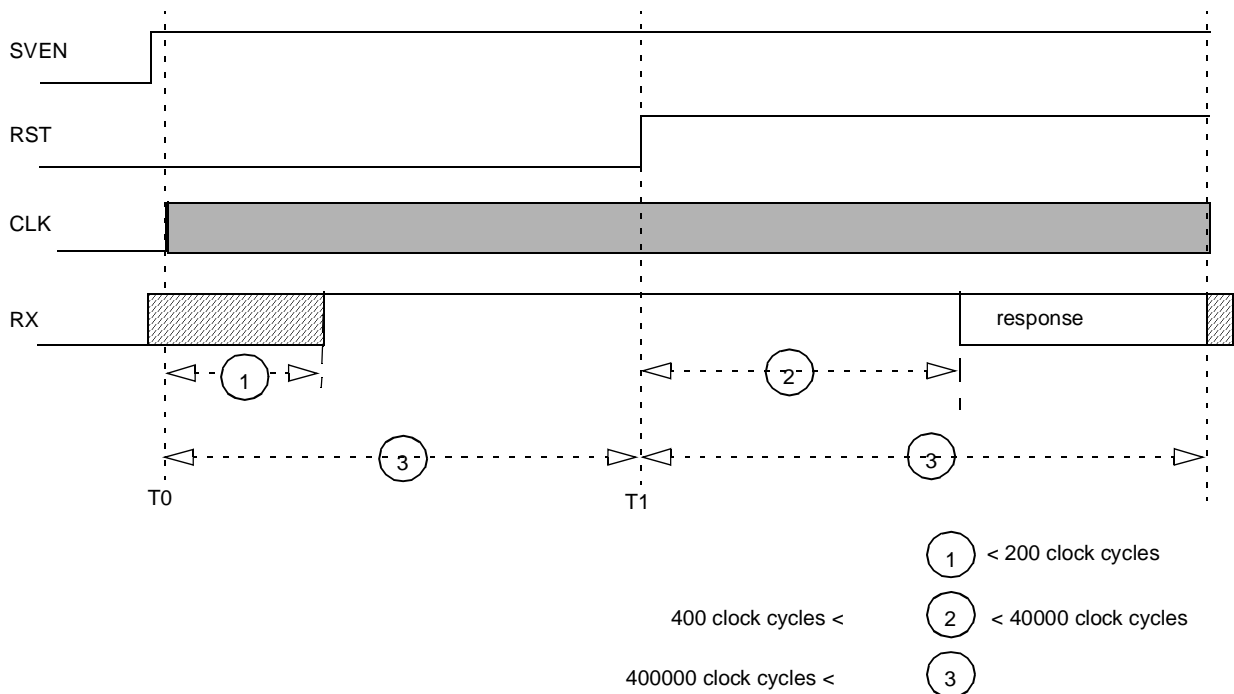 SVEN
RST
CLK
RX
response
1
2
3
3
T0
T1
1 < 200 clock cycles
400 clock cycles < 2 < 40000 clock cycles
400000 clock cycles < 3